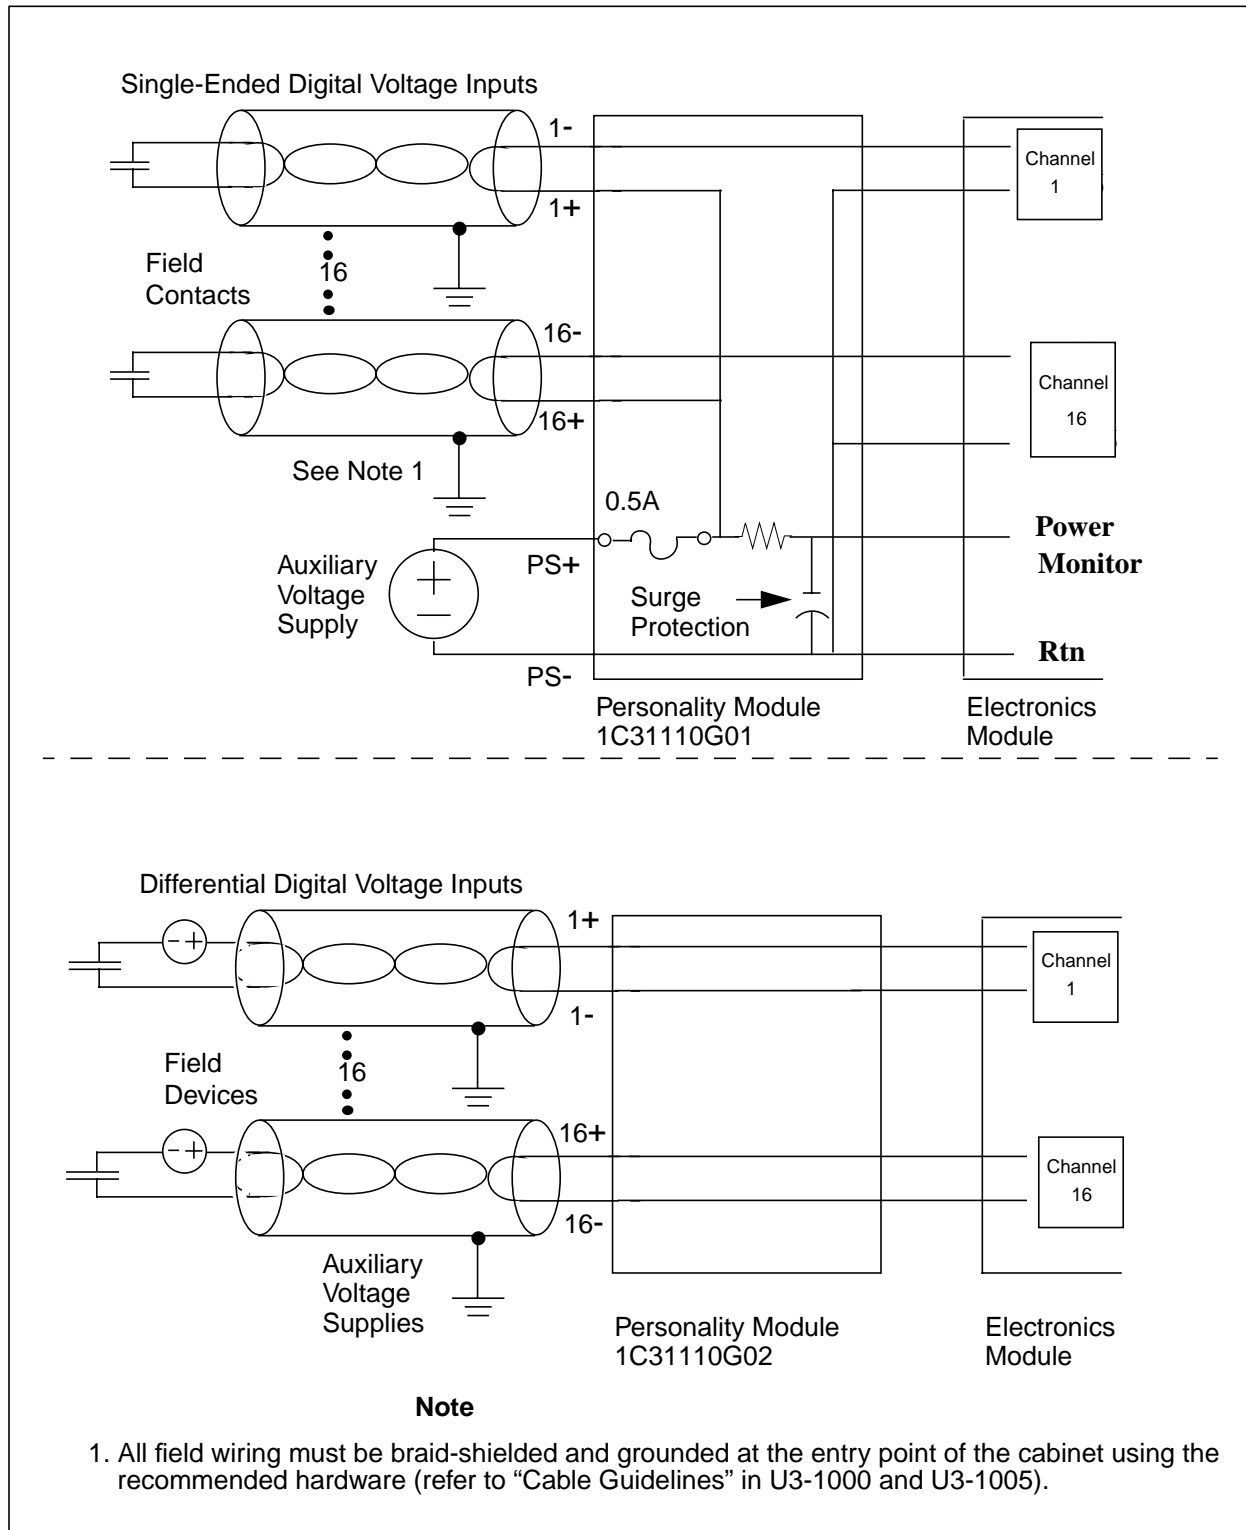 Single-Ended Digital Voltage Inputs
1-
1+
Channel
1
Field
Contacts
16
16-
16+
Channel
16
See Note 1
0.5A
Power
Monitor
PS+
Auxiliary
Voltage
Supply
+
–
Surge
Protection
Rtn
PS-
Personality Module
1C31110G01
Electronics
Module
Differential Digital Voltage Inputs
- +
1+
1-
Channel
1
Field
Devices
16
- +
16+
16-
Channel
16
Auxiliary
Voltage
Supplies
Personality Module
1C31110G02
Electronics
Module
Note
1. All field wiring must be braid-shielded and grounded at the entry point of the cabinet using the
recommended hardware (refer to “Cable Guidelines” in U3-1000 and U3-1005).